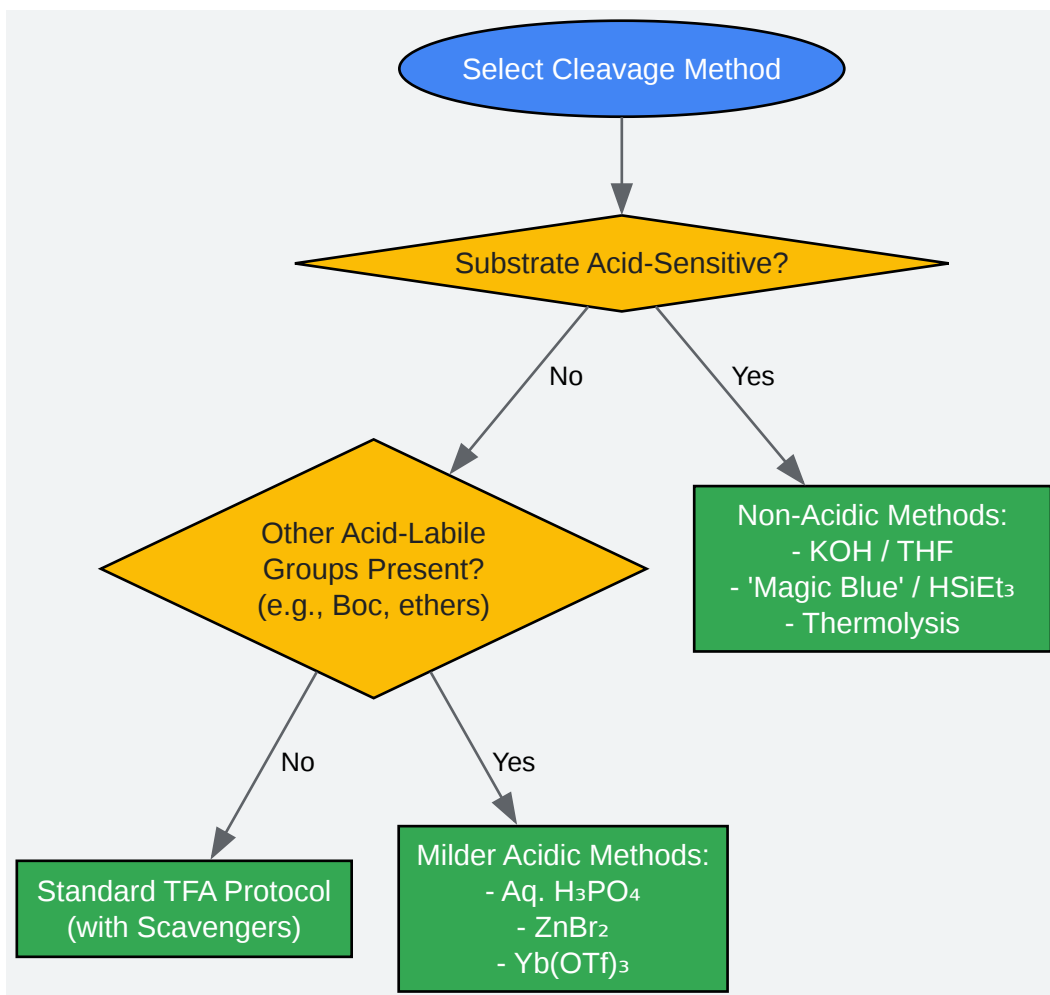 Select Cleavage Method
Substrate Acid-Sensitive?
No
Yes
Other Acid-Labile
Groups Present?
(e.g., Boc, ethers)
Non-Acidic Methods:
- KOH / THF
- 'Magic Blue' / HSiEt₃
- Thermolysis
No
Yes
Standard TFA Protocol
(with Scavengers)
Milder Acidic Methods:
- Aq. H₃PO₄
- ZnBr₂
- Yb(OTf)₃